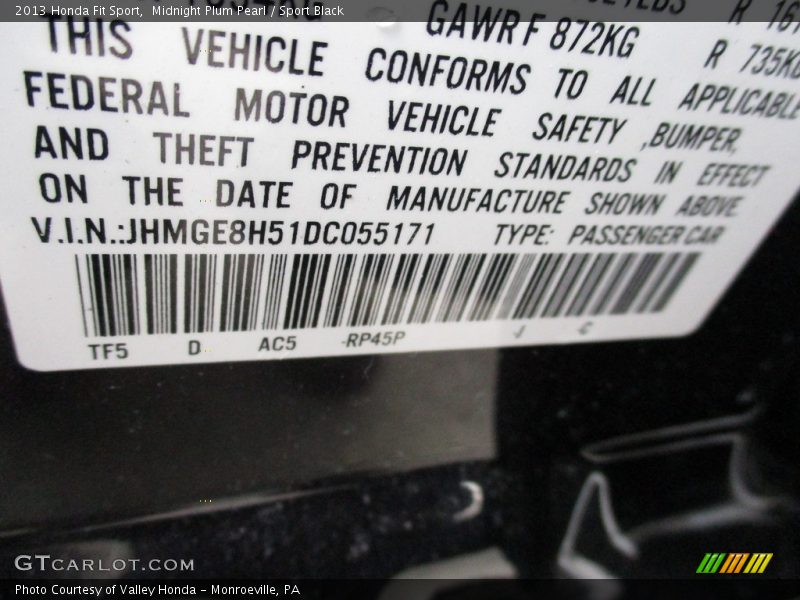 2013 Honda Fit Sport, Midnight Plum Pearl / Sport Black
GAWR F 872KG R 735KG
THIS VEHICLE CONFORMS TO ALL APPLICABLE
FEDERAL MOTOR VEHICLE SAFETY ,BUMPER,
AND THEFT PREVENTION STANDARDS IN EFFECT
ON THE DATE OF MANUFACTURE SHOWN ABOVE
V.I.N.:JHMGE8H51DC055171 TYPE: PASSENGER CAR
TF5 D AC5 -RP45P -J -C
GTCARLOT.COM
Photo Courtesy of Valley Honda - Monroeville, PA